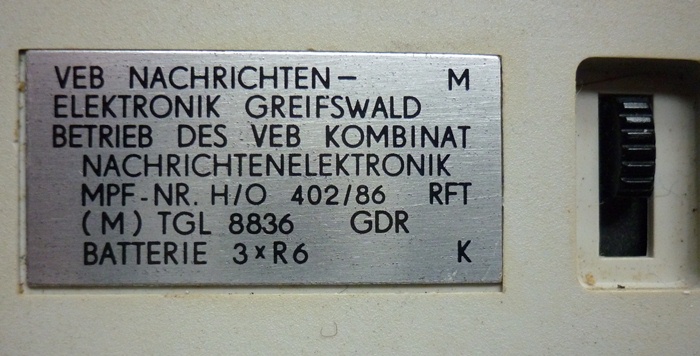 VEB NACHRICHTEN– M
ELEKTRONIK GREIFSWALD
BETRIEB DES VEB KOMBINAT
NACHRICHTENELEKTRONIK
MPF-NR. H/O 402/86 RFT
(M) TGL 8836 GDR
BATTERIE 3×R6 K